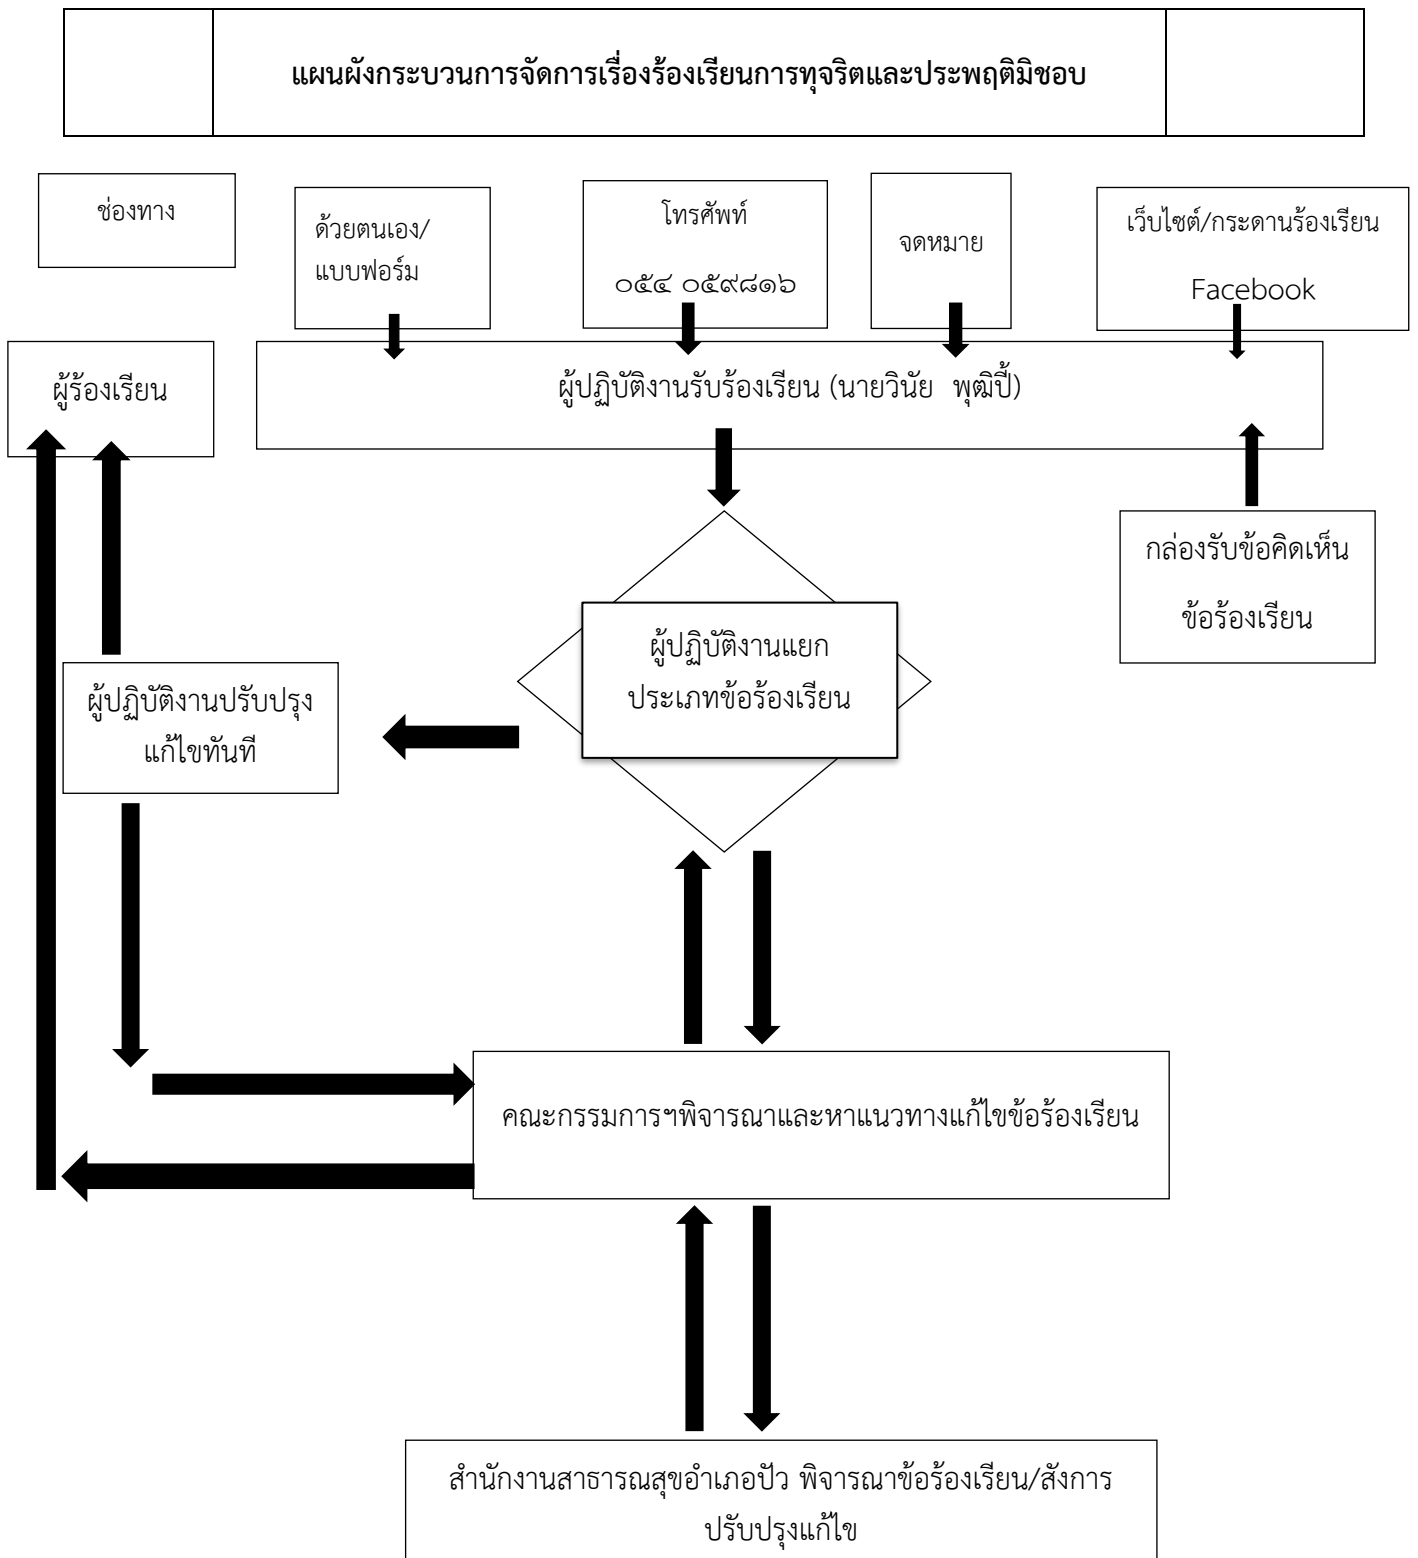 แผนผังกระบวนการจัดการเรื่องร้องเรียนการทุจริตและประพฤติมิชอบ
ช่องทาง
ด้วยตนเอง/
แบบฟอร์ม
โทรศัพท์
๐๕๔ ๐๕๙๘๑๖
จดหมาย
เว็บไซต์/กระดานร้องเรียน
Facebook
ผู้ร้องเรียน
ผู้ปฏิบัติงานรับร้องเรียน (นายวินัย  พุฒิปี้)
กล่องรับข้อคิดเห็น
ข้อร้องเรียน
ผู้ปฏิบัติงานแยก
ประเภทข้อร้องเรียน
ผู้ปฏิบัติงานปรับปรุง
แก้ไขทันที
คณะกรรมการฯพิจารณาและหาแนวทางแก้ไขข้อร้องเรียน
สำนักงานสาธารณสุขอำเภอปัว พิจารณาข้อร้องเรียน/สังการ
ปรับปรุงแก้ไข